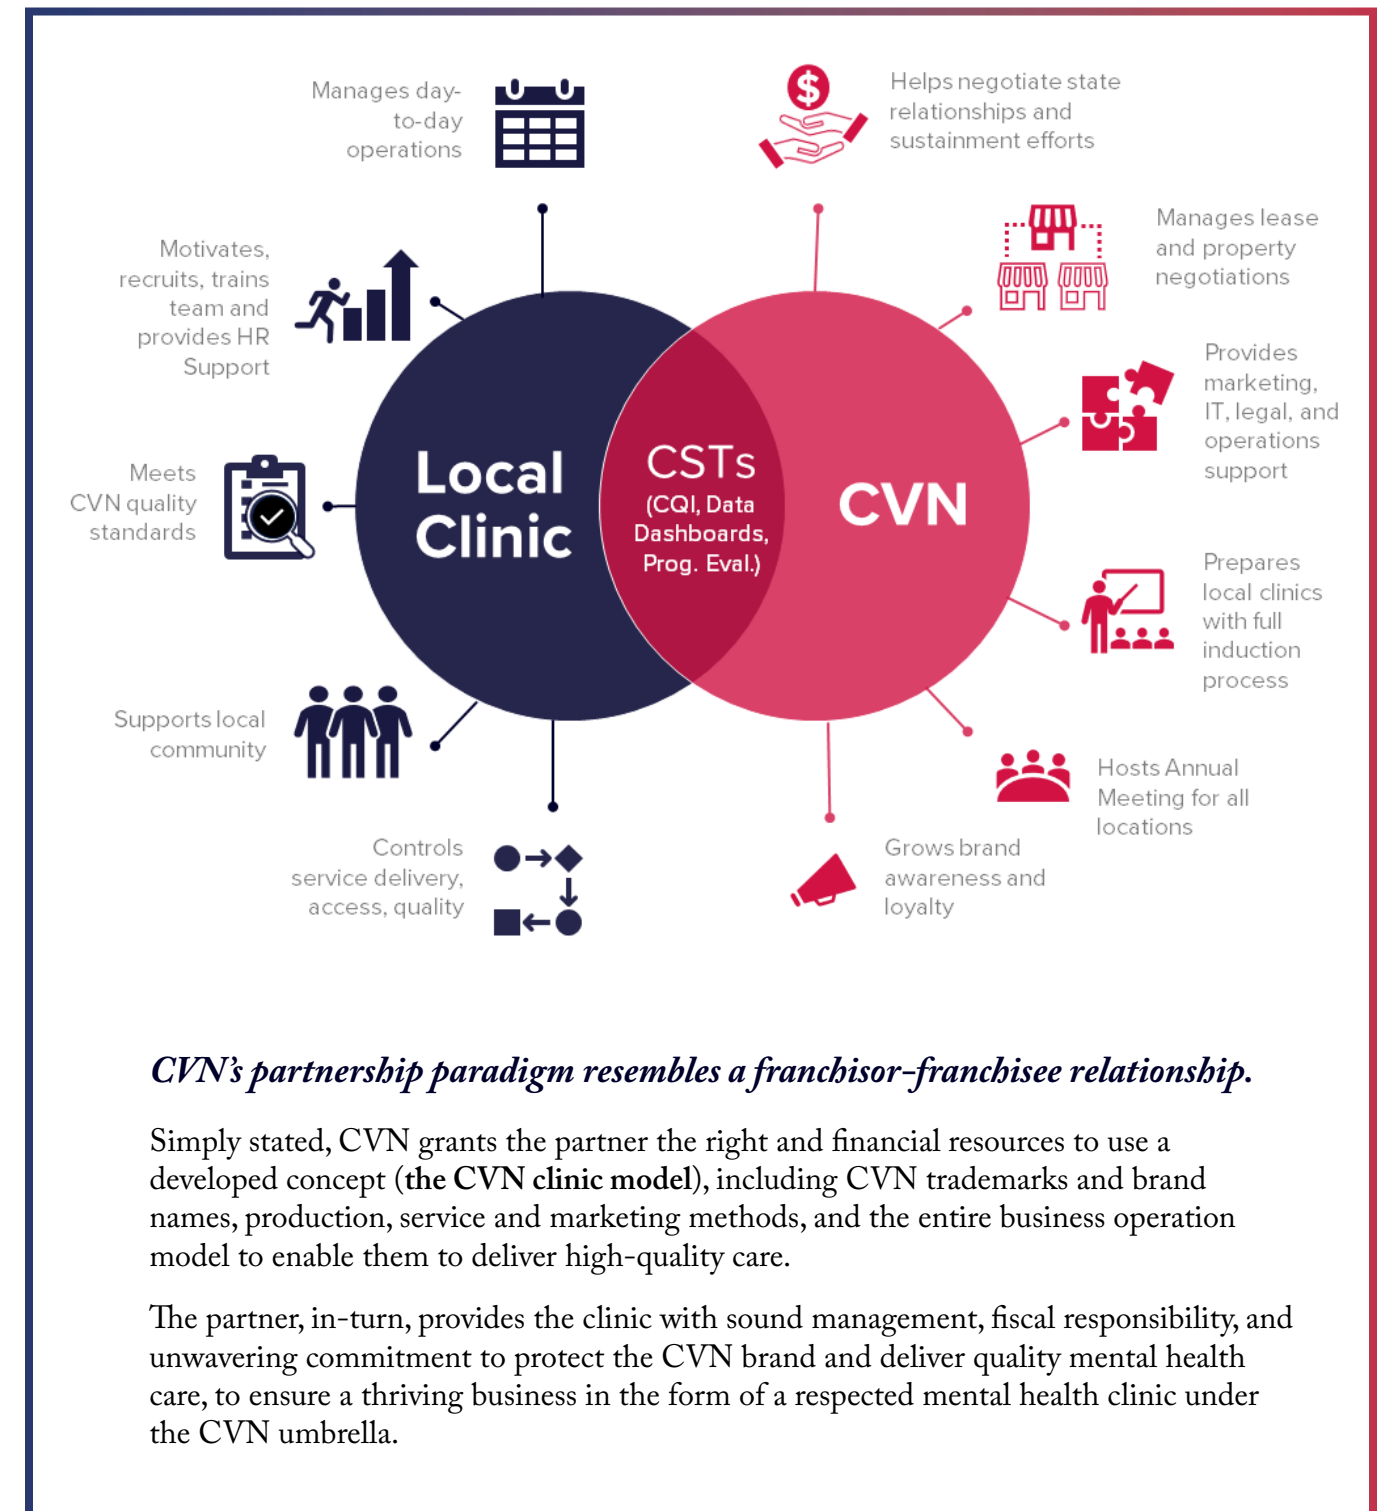 Manages day-
to-day
operations
Motivates,
recruits, trains
team and
provides HR
Support
Meets
CVN quality
standards
Supports local
community
Controls
service delivery,
access, quality
Local
Clinic
CSTs
(CQI, Data
Dashboards,
Prog. Eval.)
CVN
$
Helps negotiate state
relationships and
sustainment efforts
Manages lease
and property
negotiations
Provides
marketing,
IT, legal, and
operations
support
Prepares
local clinics
with full
induction
process
Hosts Annual
Meeting for all
locations
Grows brand
awareness and
loyalty
CVN’s partnership paradigm resembles a franchisor-franchisee relationship.
Simply stated, CVN grants the partner the right and financial resources to use a
developed concept (the CVN clinic model), including CVN trademarks and brand
names, production, service and marketing methods, and the entire business operation
model to enable them to deliver high-quality care.
The partner, in-turn, provides the clinic with sound management, fiscal responsibility, and
unwavering commitment to protect the CVN brand and deliver quality mental health
care, to ensure a thriving business in the form of a respected mental health clinic under
the CVN umbrella.